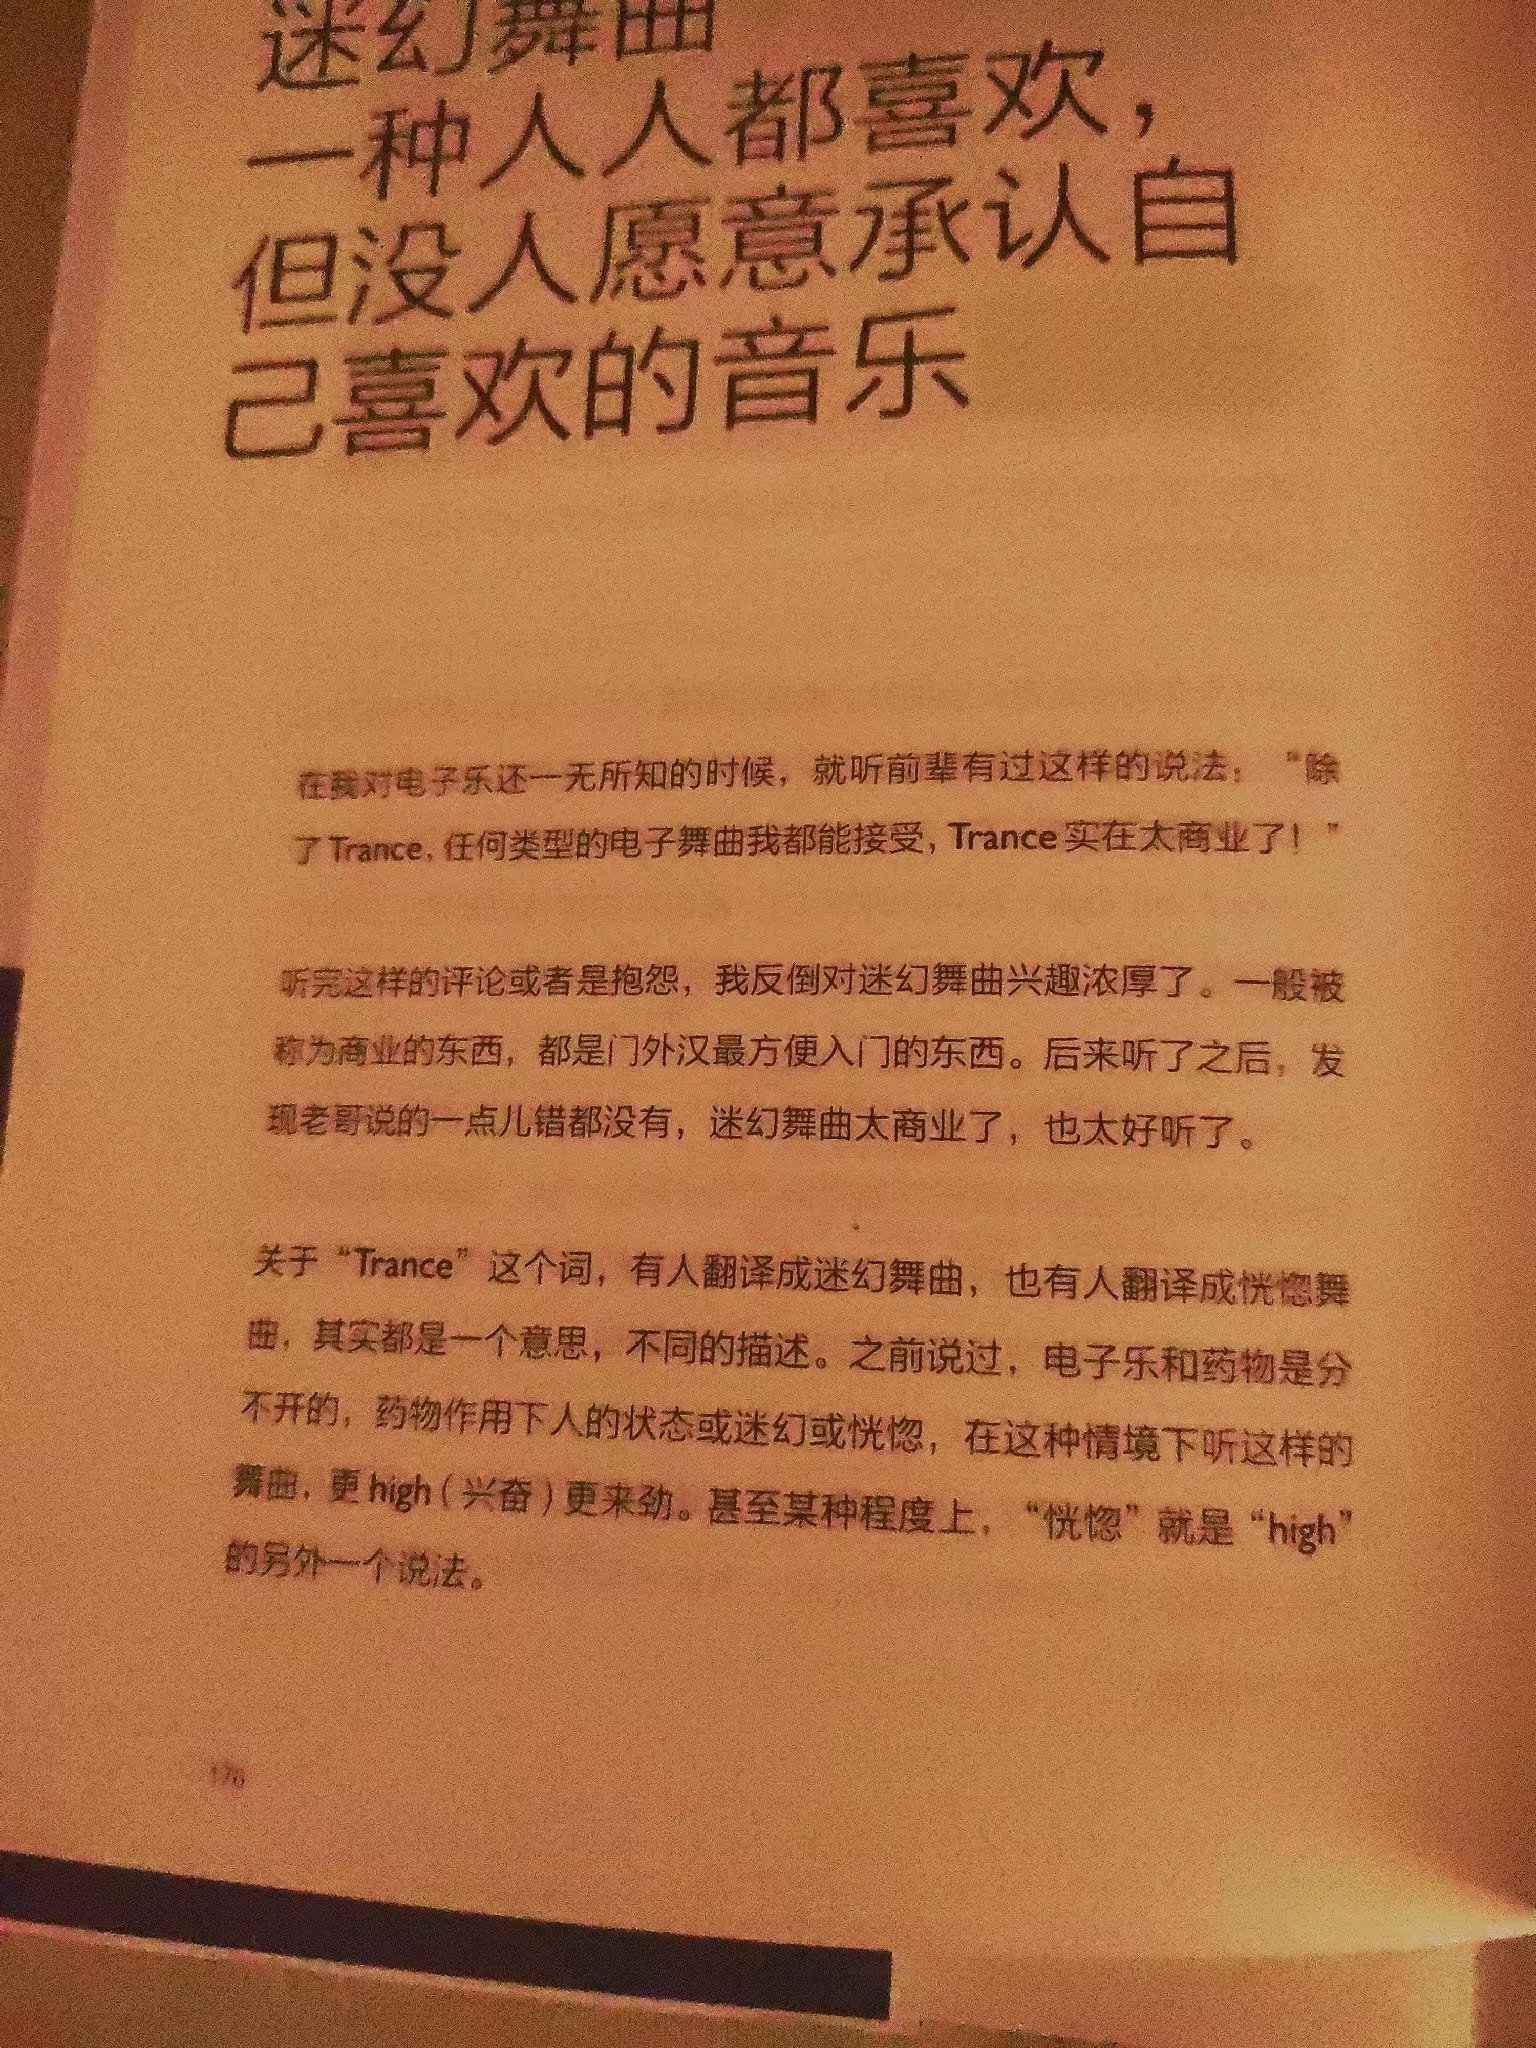 迷幻舞曲
一种人人都喜欢，
但没人愿意承认自
己喜欢的音乐
在我对电子乐还一无所知的时候，就听前辈有过这样的说法：“除
了Trance，任何类型的电子舞曲我都能接受，Trance实在太商业了！”
听完这样的评论或者是抱怨，我反倒对迷幻舞曲兴趣浓厚了。一般被
称为商业的东西，都是门外汉最方便入门的东西。后来听了之后，发
现老哥说的一点儿错都没有，迷幻舞曲太商业了，也太好听了。
关于“Trance”这个词，有人翻译成迷幻舞曲，也有人翻译成恍惚舞
曲，其实都是一个意思，不同的描述。之前说过，电子乐和药物是分
不开的，药物作用下人的状态或迷幻或恍惚，在这种情境下听这样的
舞曲，更high（兴奋）更来劲。甚至某种程度上，“恍惚”就是“high”
的另外一个说法。